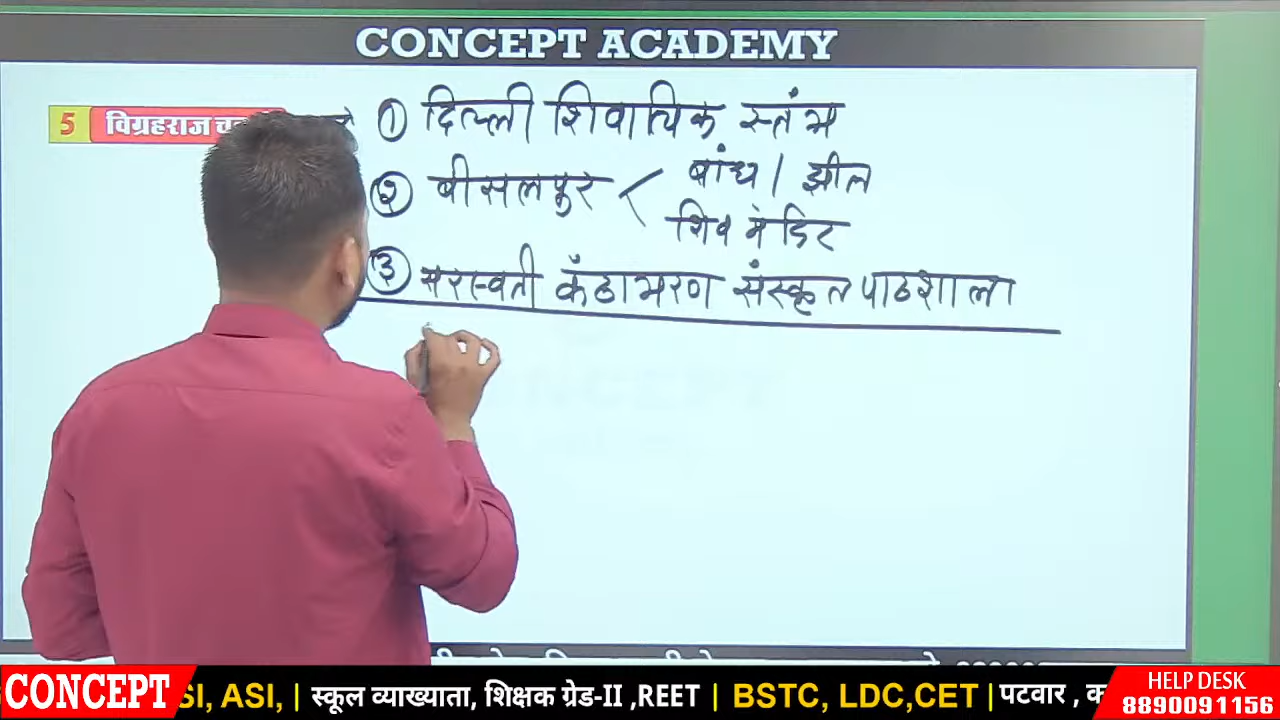 CONCEPT ACADEMY
5 विग्रहराज
① दिल्ली शिवालिक स्तंभ
② बीसलपुर < बांध / झील
शिव मंदिर
③ सरस्वती कंठाभरण संस्कृत पाठशाला
CONCEPT SI, ASI, | स्कूल व्याख्याता, शिक्षक ग्रेड-II ,REET | BSTC, LDC,CET | पटवार , HELP DESK
8890091156